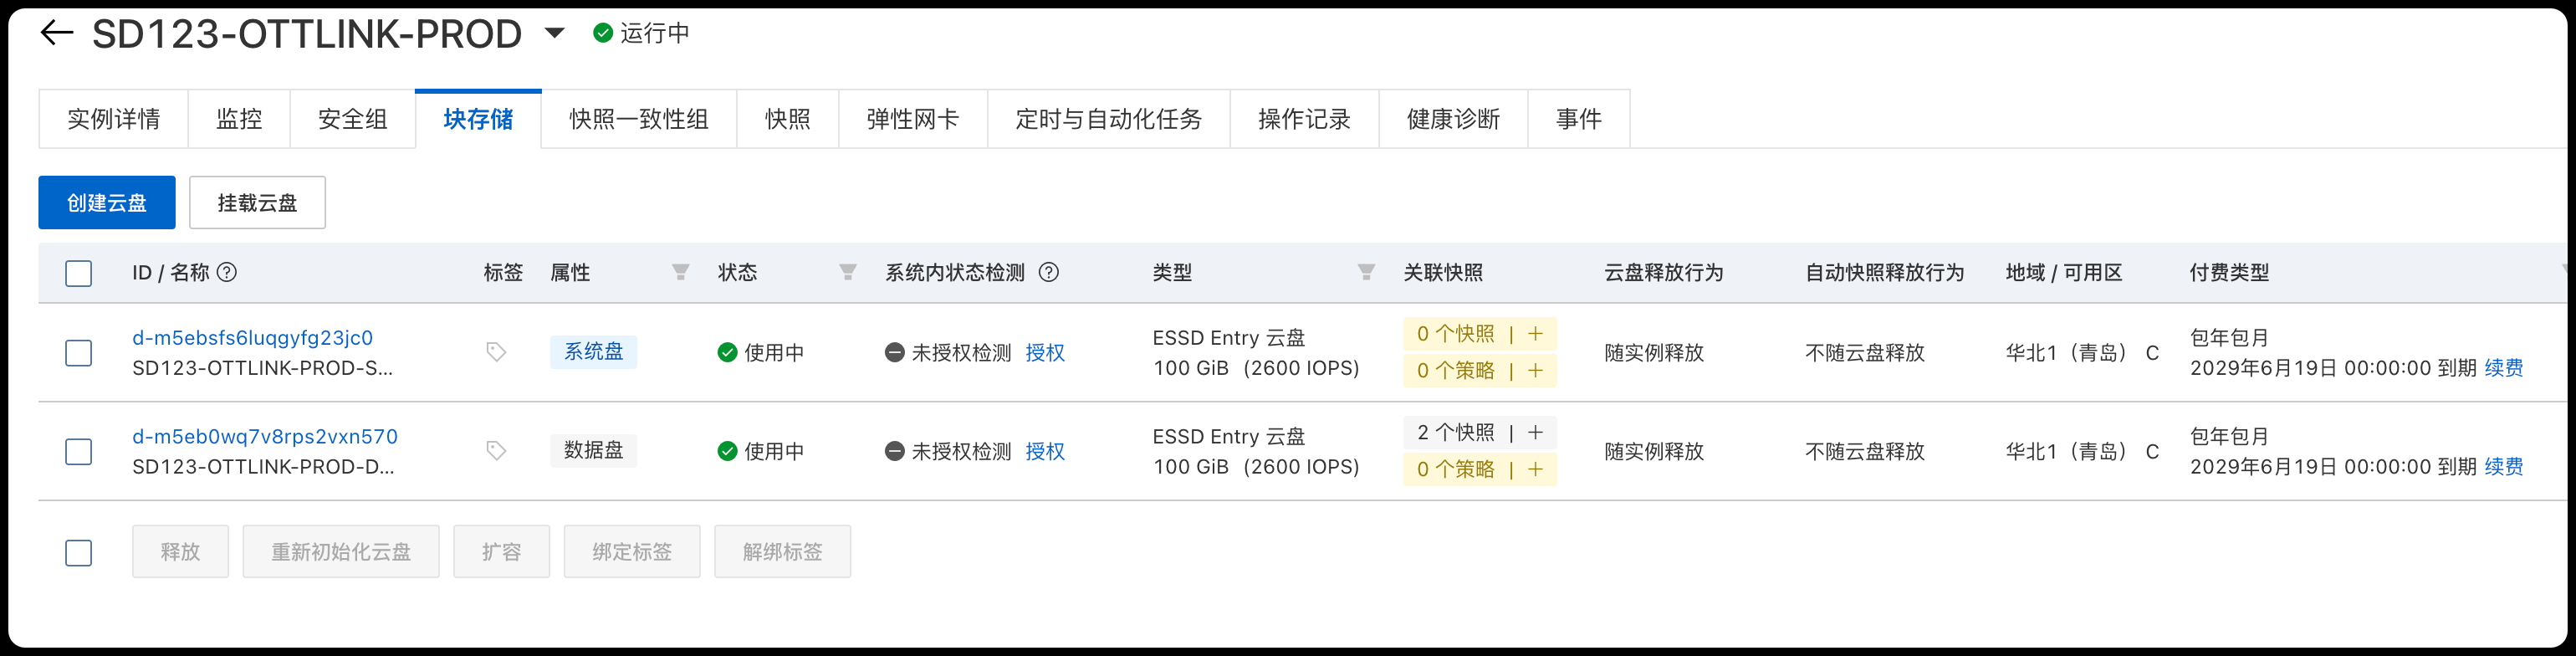 SD123-OTTLINK-PROD 运行中
实例详情 监控 安全组 块存储 快照一致性组 快照 弹性网卡 定时与自动化任务 操作记录 健康诊断 事件
创建云盘 挂载云盘
ID / 名称 标签 属性 状态 系统内状态检测 类型 关联快照 云盘释放行为 自动快照释放行为 地域 / 可用区 付费类型
d-m5ebsfs6luqgyfg23jc0 系统盘 使用中 未授权检测 授权 ESSD Entry 云盘 0 个快照 | + 随实例释放 不随云盘释放 华北1（青岛） C 包年包月
SD123-OTTLINK-PROD-S... 100 GiB (2600 IOPS) 0 个策略 | + 2029年6月19日 00:00:00 到期 续费
d-m5eb0wq7v8rps2vxn570 数据盘 使用中 未授权检测 授权 ESSD Entry 云盘 2 个快照 | + 随实例释放 不随云盘释放 华北1（青岛） C 包年包月
SD123-OTTLINK-PROD-D... 100 GiB (2600 IOPS) 0 个策略 | + 2029年6月19日 00:00:00 到期 续费
释放 重新初始化云盘 扩容 绑定标签 解绑标签